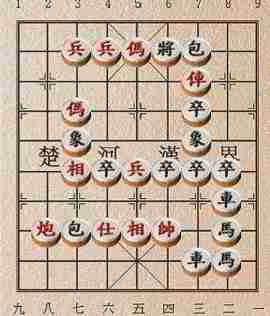 1 2 3 4 5 6 7 8 9
兵 兵 傌 將 包
俥
傌 卒
象 象
楚 河 漢 界
相 卒 兵 卒 卒 卒
車
炮 包 仕 相 帥 馬
車 馬
九 八 七 六 五 四 三 二 一